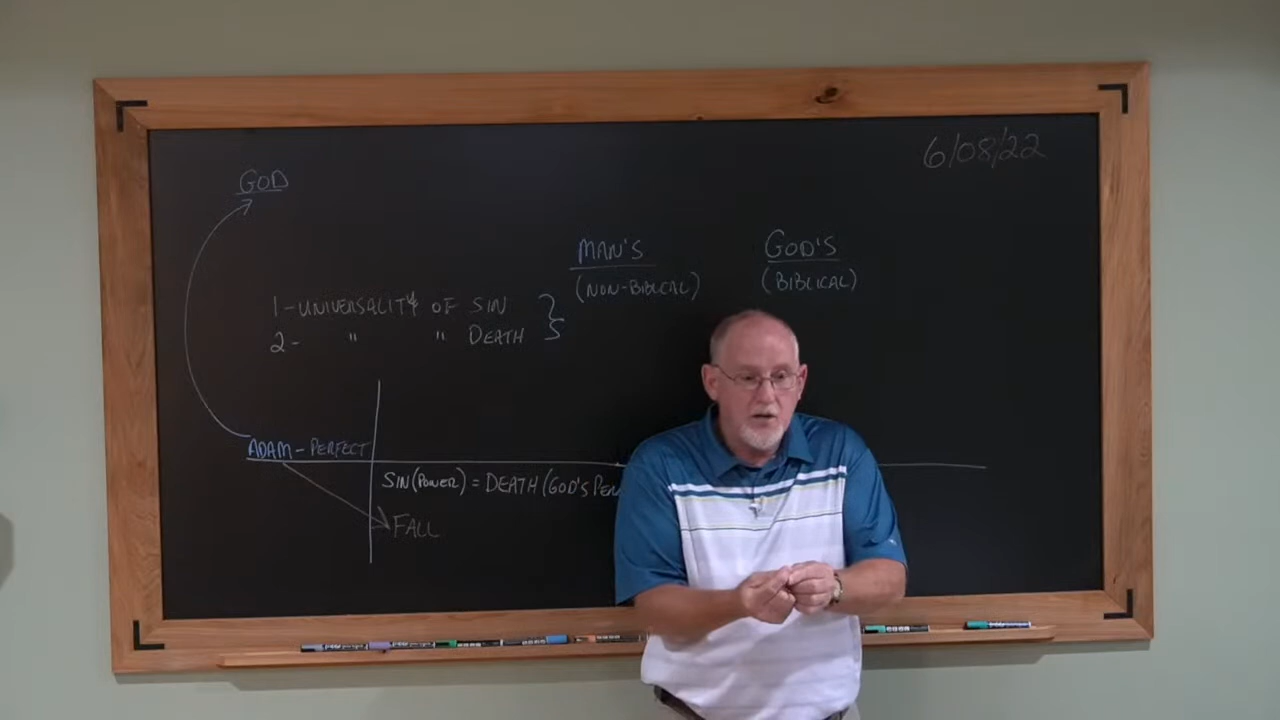 6/08/22
GOD
MAN'S
GOD'S
(NON-BIBLICAL)
(BIBLICAL)
1-UNIVERSALITY OF SIN
2- " " DEATH
ADAM - PERFECT
SIN(POWER) = DEATH(GOD'S
FALL